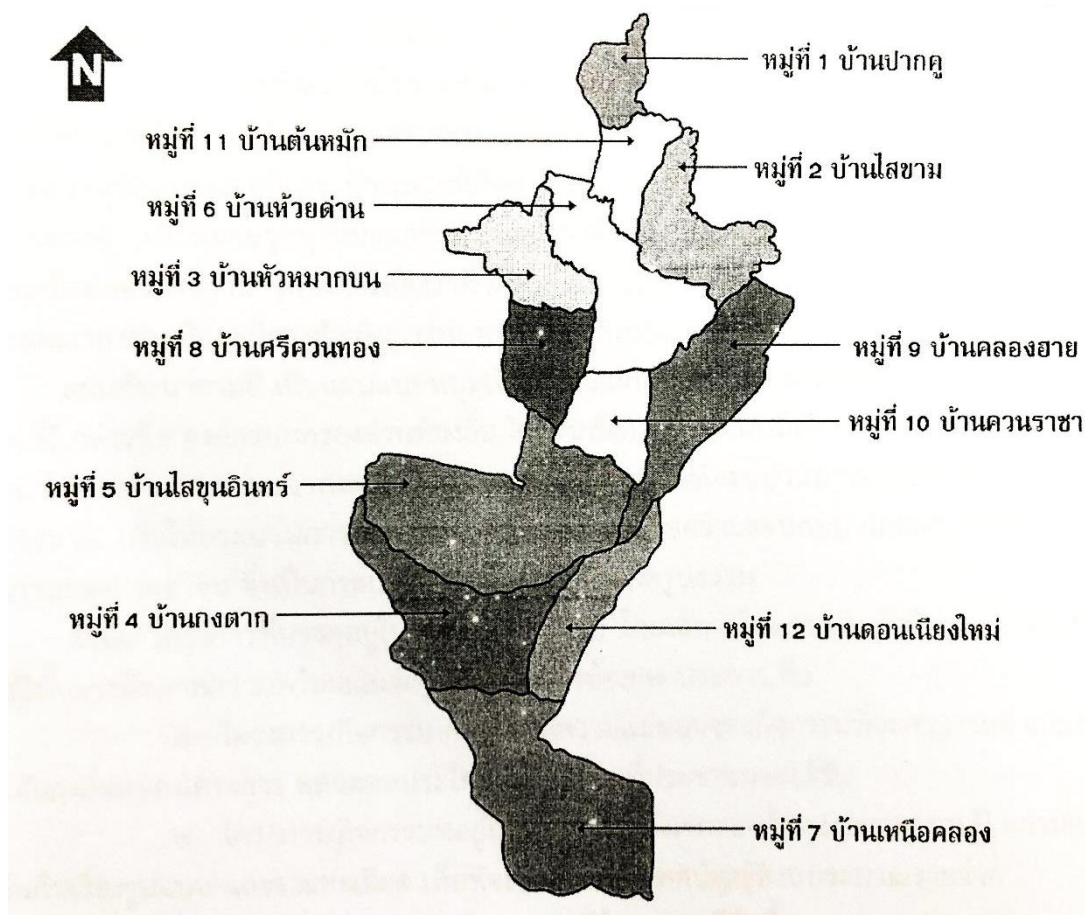 N
หมู่ที่ 1 บ้านปากคู
หมู่ที่ 11 บ้านต้นหมัก
หมู่ที่ 2 บ้านไสขาม
หมู่ที่ 6 บ้านห้วยด่าน
หมู่ที่ 3 บ้านหัวหมากบน
หมู่ที่ 8 บ้านศรีควนทอง
หมู่ที่ 9 บ้านคลองฮาย
หมู่ที่ 10 บ้านควนราชา
หมู่ที่ 5 บ้านไสขุนอินทร์
หมู่ที่ 4 บ้านกงตาก
หมู่ที่ 12 บ้านดอนเนียงใหม่
หมู่ที่ 7 บ้านเหนือคลอง